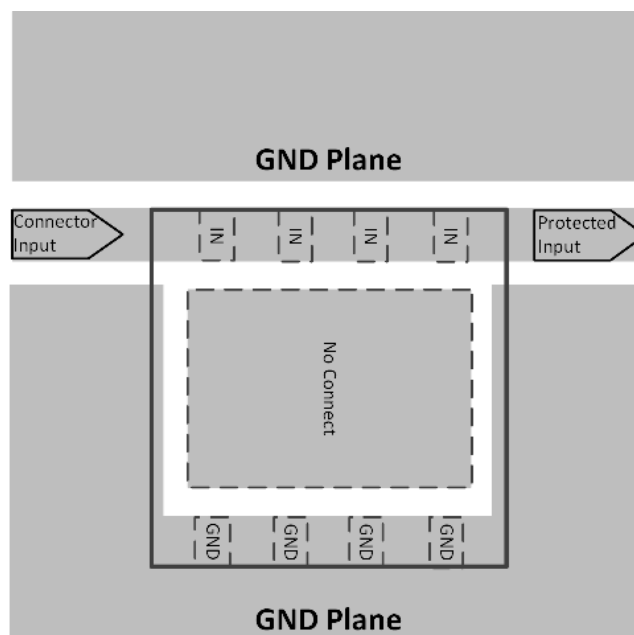 GND Plane
Connector
Input
IN
IN
IN
IN
Protected
Input
No Connect
GND
GND
GND
GND
GND Plane